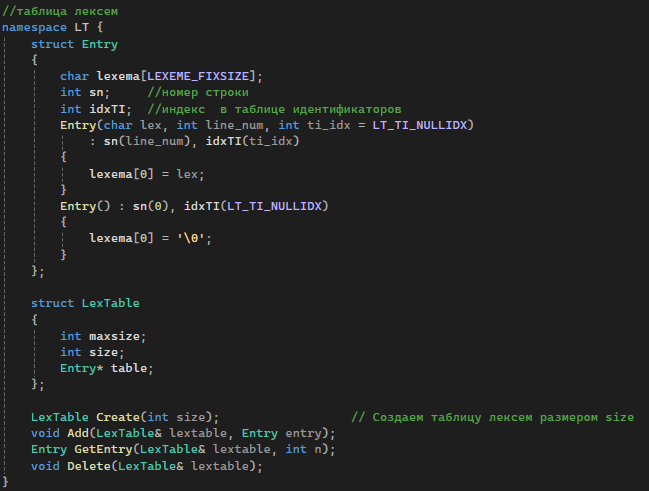 //таблица лексем
namespace LT {
    struct Entry
    {
        char lexema[LEXEME_FIXSIZE];
        int sn;     //номер строки
        int idxTI;  //индекс  в таблице идентификаторов
        Entry(char lex, int line_num, int ti_idx = LT_TI_NULLIDX)
            : sn(line_num), idxTI(ti_idx)
        {
            lexema[0] = lex;
        }
        Entry() : sn(0), idxTI(LT_TI_NULLIDX)
        {
            lexema[0] = '\0';
        }
    };

    struct LexTable
    {
        int maxsize;
        int size;
        Entry* table;
    };

    LexTable Create(int size);                  // Создаем таблицу лексем размером size
    void Add(LexTable& lextable, Entry entry);
    Entry GetEntry(LexTable& lextable, int n);
    void Delete(LexTable& lextable);
}